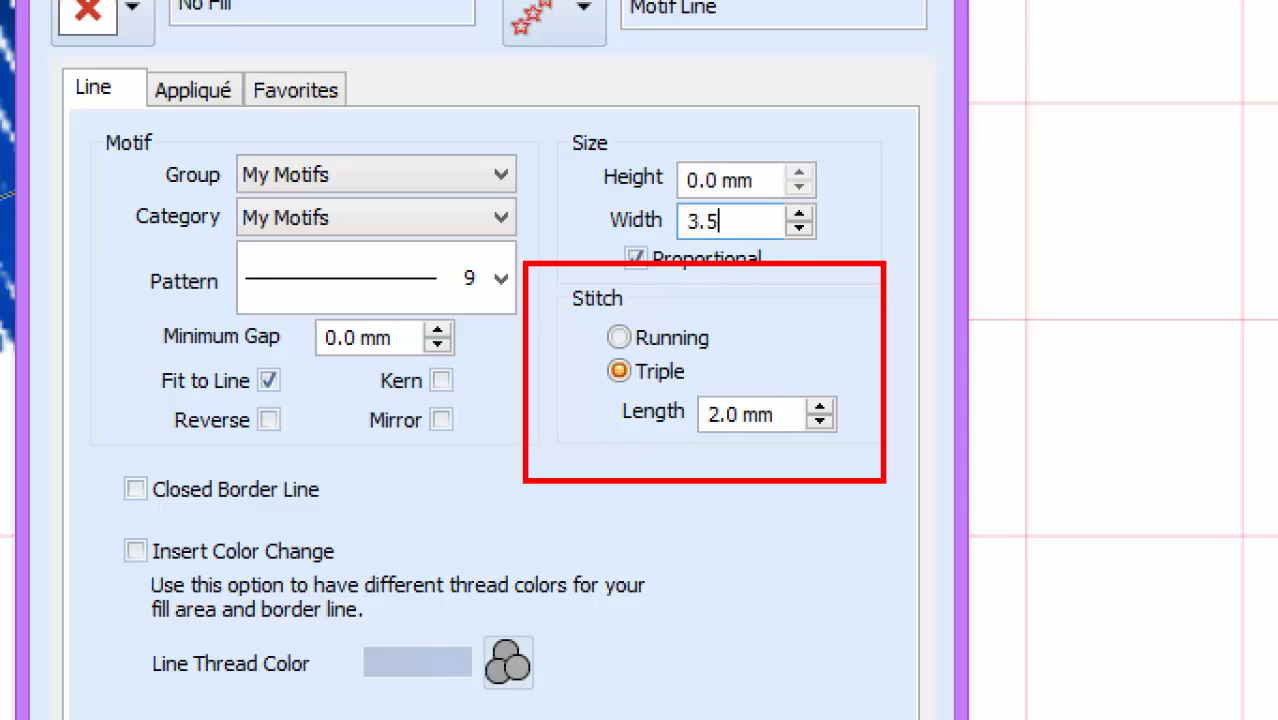 No Fill
Motif Line
Line
Appliqué
Favorites
Motif
Group
My Motifs
Category
My Motifs
Pattern
9
Minimum Gap
0.0 mm
Fit to Line
Kern
Reverse
Mirror
Size
Height
0.0 mm
Width
3.5
Proportional
Stitch
Running
Triple
Length
2.0 mm
Closed Border Line
Insert Color Change
Use this option to have different thread colors for your
fill area and border line.
Line Thread Color